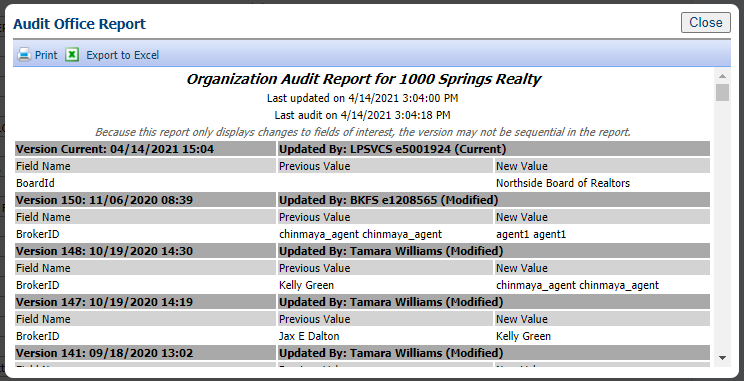 Audit Office Report
Close
Print Export to Excel
Organization Audit Report for 1000 Springs Realty
Last updated on 4/14/2021 3:04:00 PM
Last audit on 4/14/2021 3:04:18 PM
Because this report only displays changes to fields of interest, the version may not be sequential in the report.
Version Current: 04/14/2021 15:04 Updated By: LPSVCS e5001924 (Current)
Field Name Previous Value New Value
BoardId Northside Board of Realtors
Version 150: 11/06/2020 08:39 Updated By: BKFS e1208565 (Modified)
Field Name Previous Value New Value
BrokerID chinmaya_agent chinmaya_agent agent1 agent1
Version 148: 10/19/2020 14:30 Updated By: Tamara Williams (Modified)
Field Name Previous Value New Value
BrokerID Kelly Green chinmaya_agent chinmaya_agent
Version 147: 10/19/2020 14:19 Updated By: Tamara Williams (Modified)
Field Name Previous Value New Value
BrokerID Jax E Dalton Kelly Green
Version 141: 09/18/2020 13:02 Updated By: Tamara Williams (Modified)